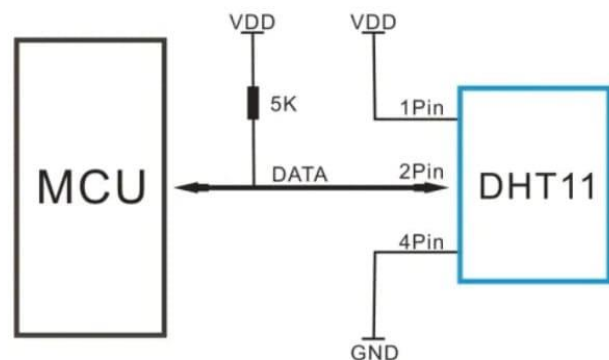 VDD
VDD
5K
1Pin
MCU
DATA
2Pin
DHT11
4Pin
GND